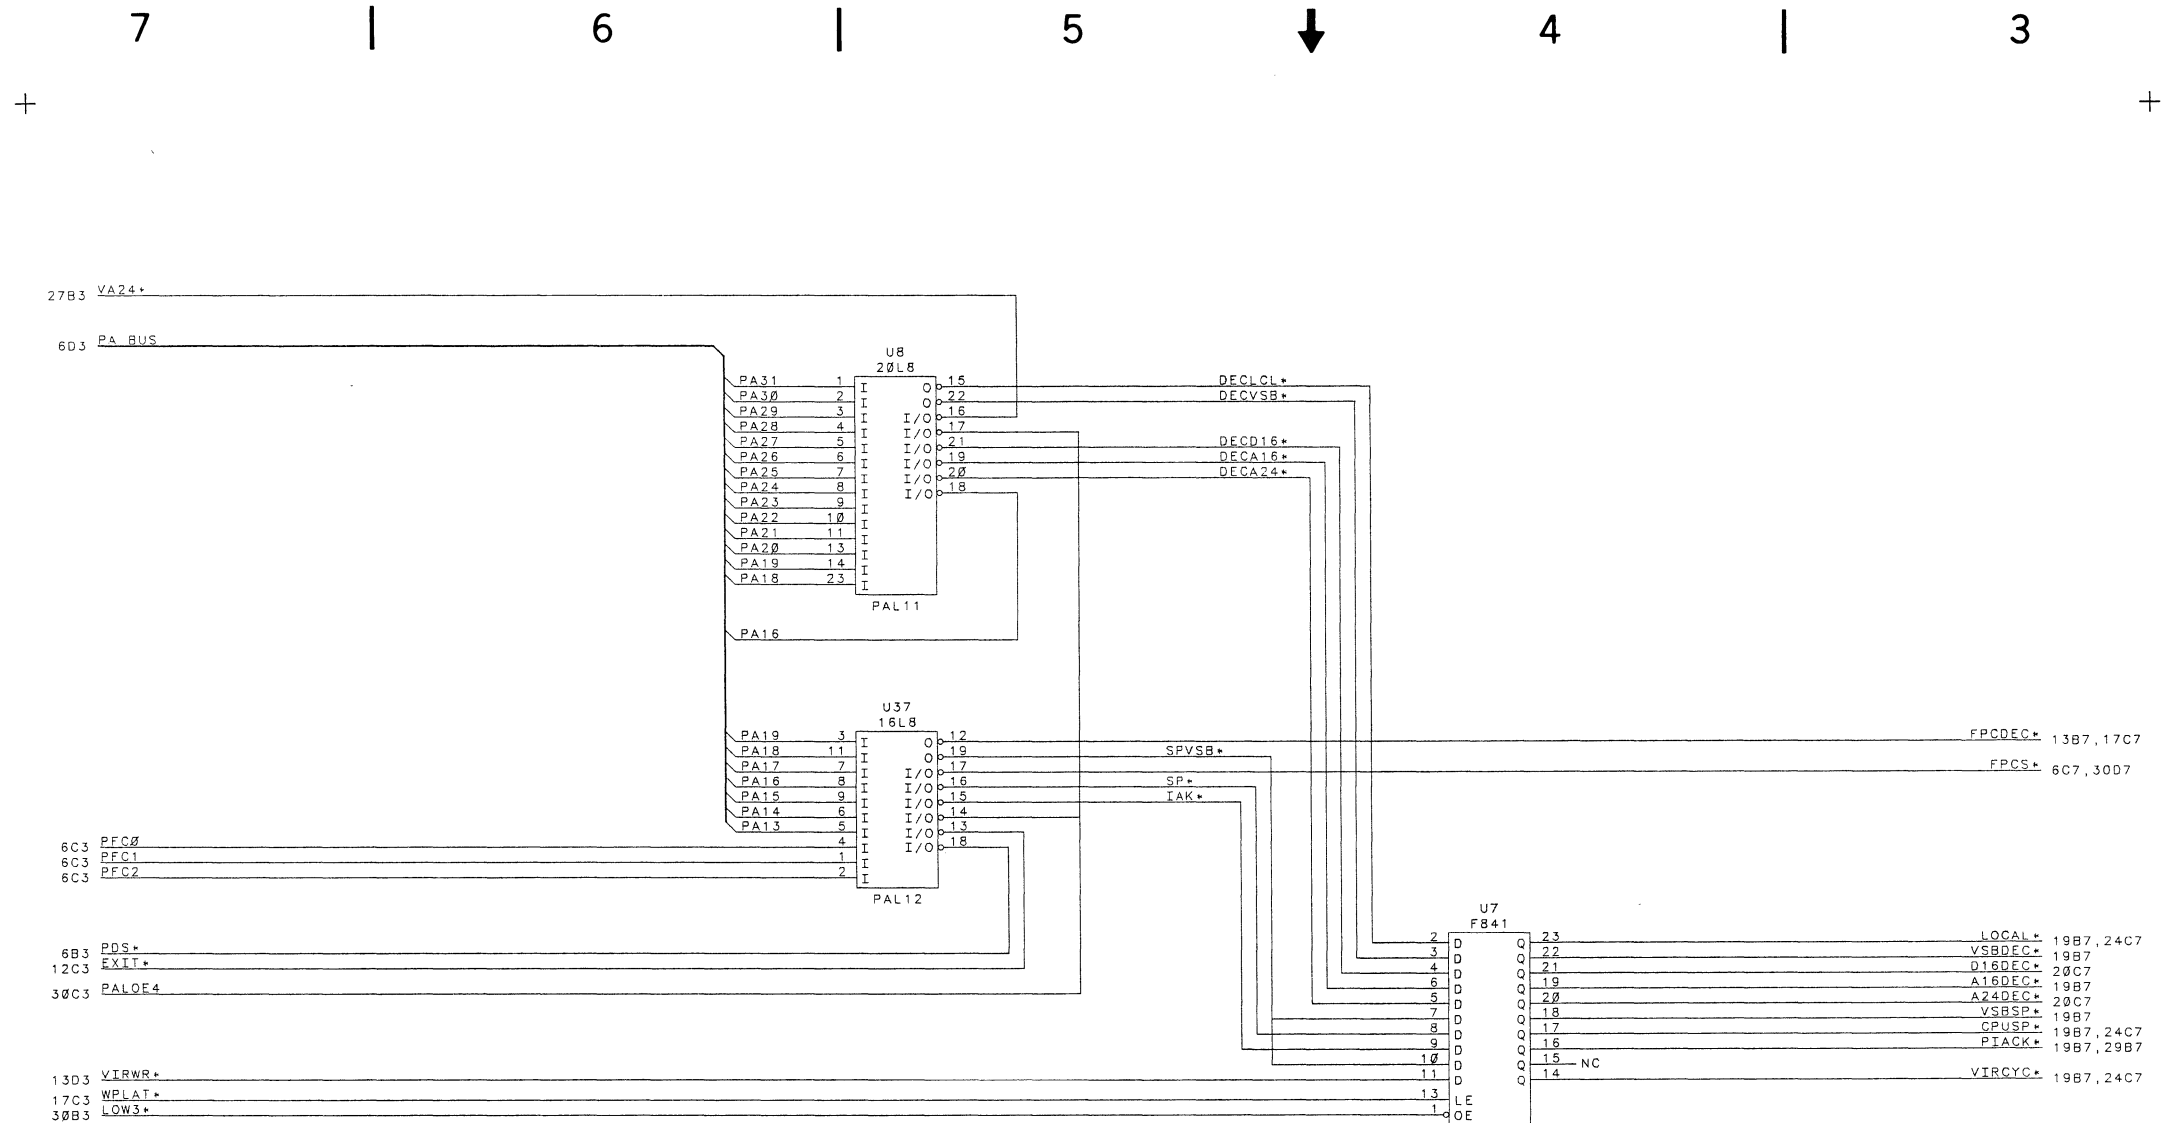 7 6 5 4 3
27B3 VA24*
6D3 PA BUS
U8
20L8
PA31 1 I O 15 DECLCL*
PA30 2 I O 22 DECVSB*
PA29 3 I I/O 16
PA28 4 I I/O 17
PA27 5 I I/O 21 DECD16*
PA26 6 I I/O 19 DECA16*
PA25 7 I I/O 20 DECA24*
PA24 8 I I/O 18
PA23 9 I
PA22 10 I
PA21 11 I
PA20 13 I
PA19 14 I
PA18 23 I
PAL11
PA16
U37
16L8
PA19 3 I O 12 FPCDEC* 13B7,17C7
PA18 11 I O 19 SPVSB*
PA17 7 I I/O 17 FPCS* 6C7,30D7
PA16 8 I I/O 16 SP*
PA15 9 I I/O 15 IAK*
PA14 6 I I/O 14
PA13 5 I I/O 13
6C3 PFC0 4 I I/O 18
6C3 PFC1 1 I
6C3 PFC2 2 I
PAL12
U7
F841
2 D Q 23 LOCAL* 19B7,24C7
6B3 PDS* 3 D Q 22 VSBDEC* 19B7
12C3 EXIT* 4 D Q 21 D16DEC* 20C7
6 D Q 19 A16DEC* 19B7
30C3 PALOE4 5 D Q 20 A24DEC* 20C7
7 D Q 18 VSBSP* 19B7
8 D Q 17 CPUSP* 19B7,24C7
9 D Q 16 PIACK* 19B7,29B7
10 D Q 15 NC
13D3 VIRWR* 11 D Q 14 VIRCYC* 19B7,24C7
17C3 WPLAT* 13 LE
30B3 LOW3* 1 OE